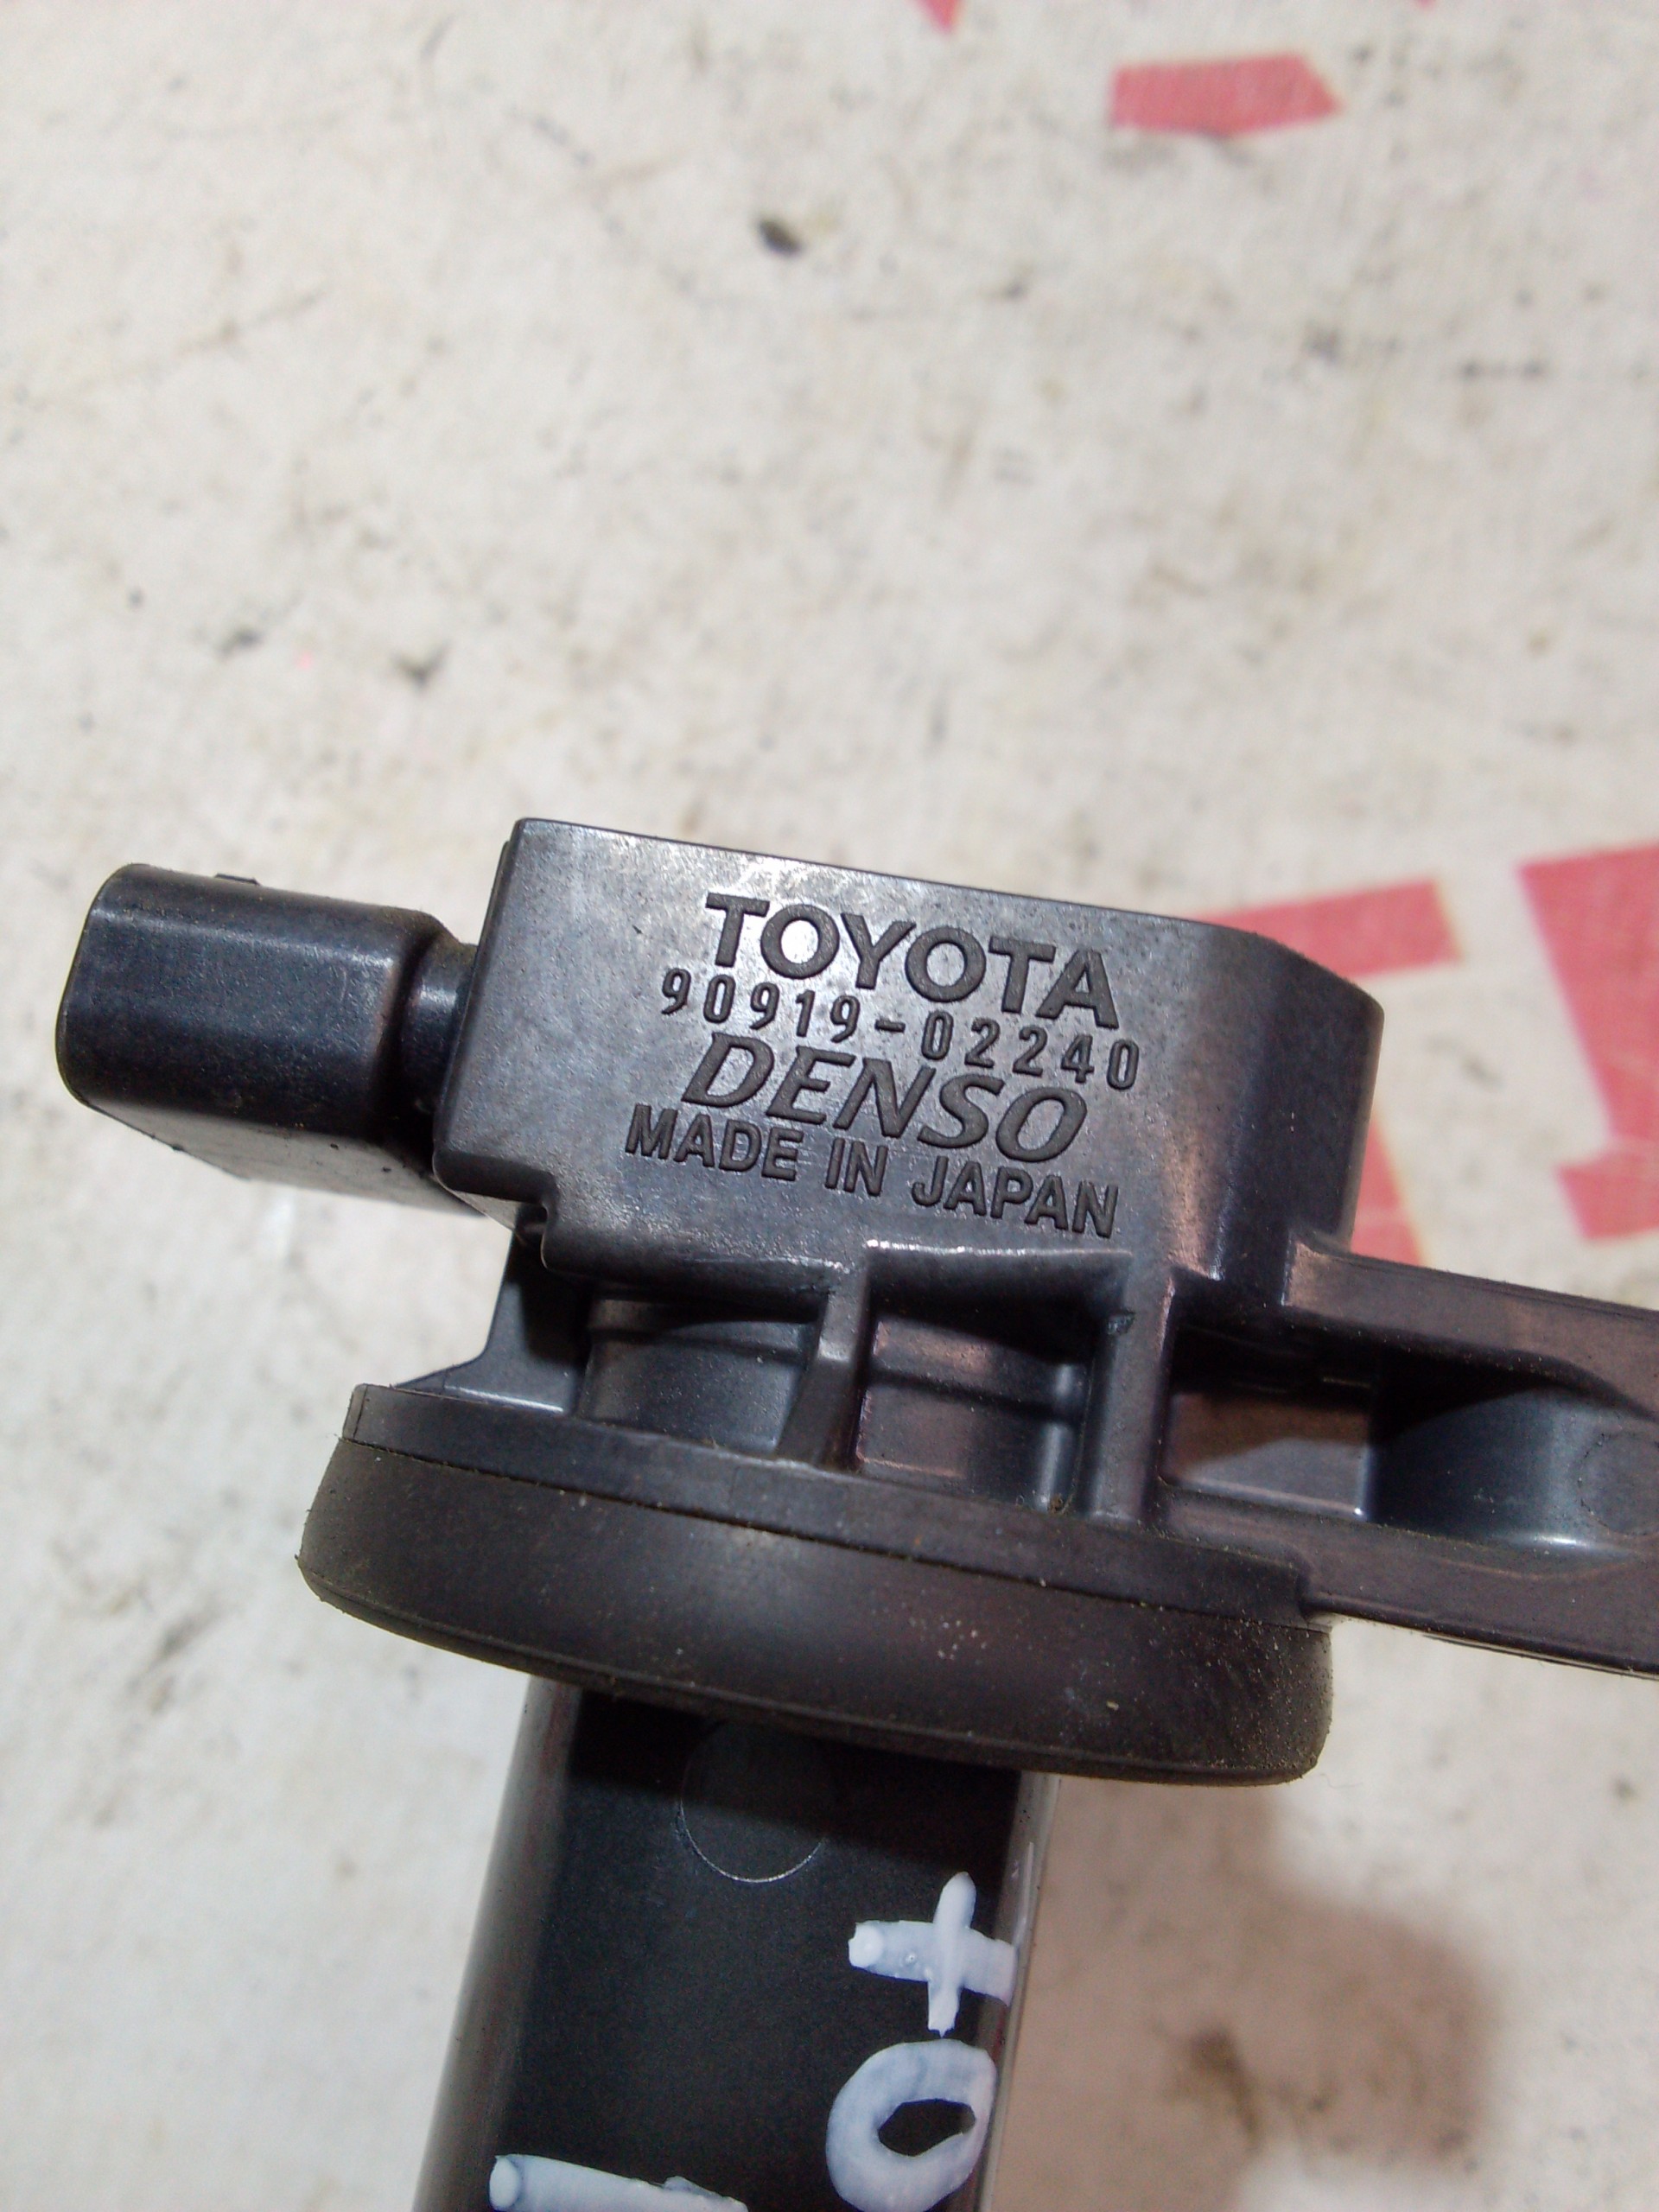 TOYOTA
90919-02240
DENSO
MADE IN JAPAN